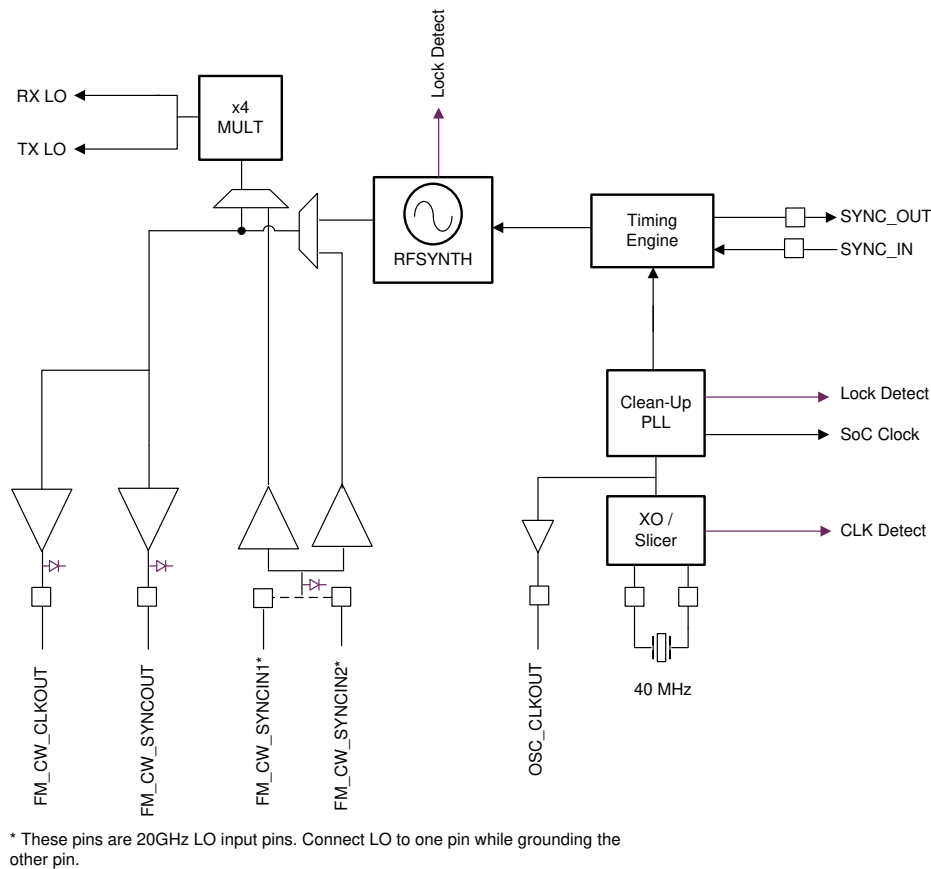 Lock Detect
RX LO
x4
MULT
TX LO
RFSYNTH
Timing
Engine
SYNC_OUT
SYNC_IN
Clean-Up
PLL
Lock Detect
SoC Clock
XO /
Slicer
CLK Detect
40 MHz
FM_CW_CLKOUT
FM_CW_SYNCOUT
FM_CW_SYNCIN1*
FM_CW_SYNCIN2*
OSC_CLKOUT
* These pins are 20GHz LO input pins. Connect LO to one pin while grounding the
other pin.